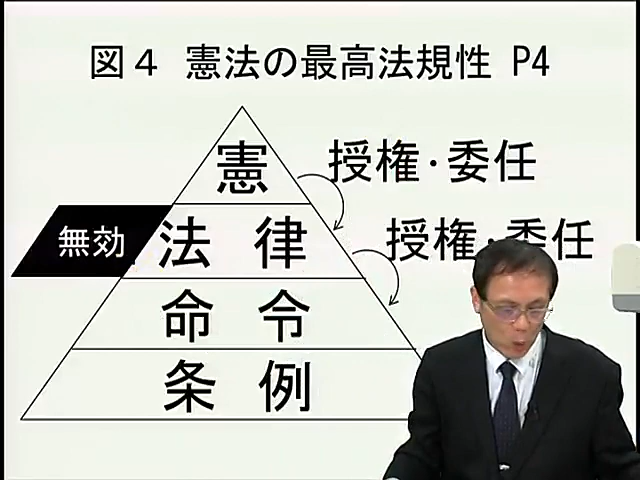 図４ 憲法の最高法規性 P4
憲 授権・委任
無効 法律 授権・委任
命令
条例